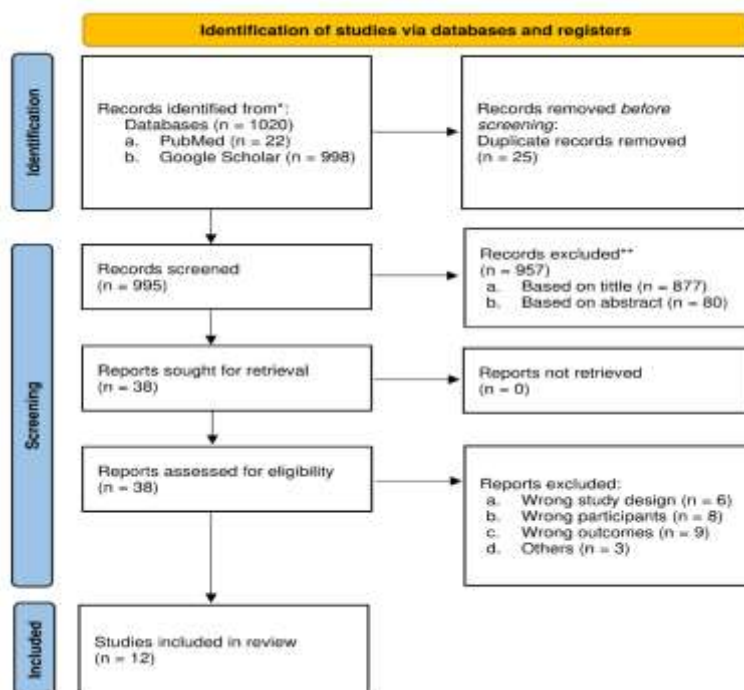 Identification of studies via databases and registers
Identification
Records identified from*:
Databases (n = 1020)
a. PubMed (n = 22)
b. Google Scholar (n = 998)
Records removed before
screening:
Duplicate records removed
(n = 25)
Screening
Records screened
(n = 995)
Records excluded**
(n = 957)
a. Based on tittle (n = 877)
b. Based on abstract (n = 80)
Reports sought for retrieval
(n = 38)
Reports not retrieved
(n = 0)
Reports assessed for eligibility
(n = 38)
Reports excluded:
a. Wrong study design (n = 6)
b. Wrong participants (n = 8)
c. Wrong outcomes (n = 9)
d. Others (n = 3)
Included
Studies included in review
(n = 12)